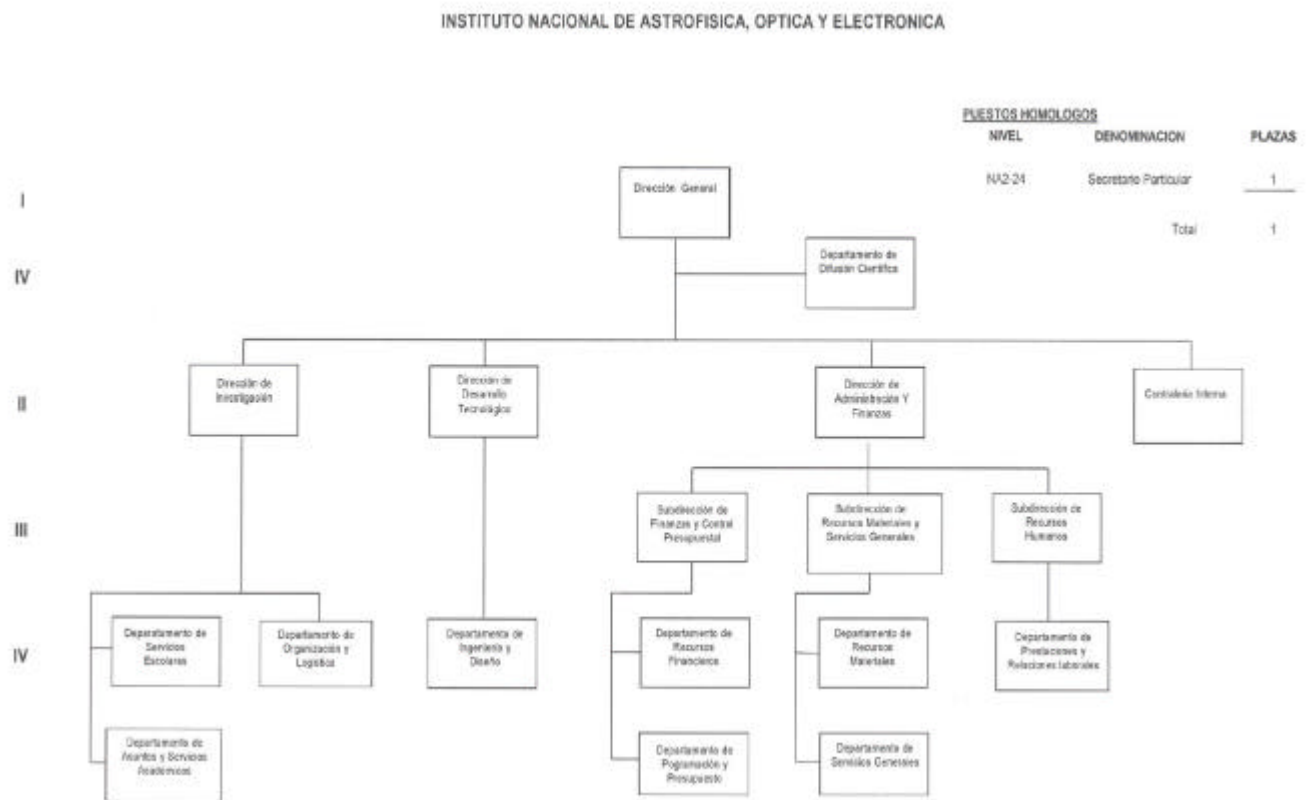 INSTITUTO NACIONAL DE ASTROFISICA, OPTICA Y ELECTRONICA
PUESTOS HOMOLOGOS
NIVEL DENOMINACION PLAZAS
NA2-24 Secretario Particular 1
Total 1
I
Dirección General
IV
Departamento de
Difusión Científica
II
Dirección de
Investigación
Dirección de
Desarrollo
Tecnológico
Dirección de
Administración Y
Finanzas
Contraloría Interna
III
Subdirección de
Finanzas y Control
Presupuestal
Subdirección de
Recursos Materiales y
Servicios Generales
Subdirección de
Recursos
Humanos
IV
Departamento de
Servicios
Escolares
Departamento de
Organización y
Logística
Departamento de
Ingeniería y
Diseño
Departamento de
Recursos
Financieros
Departamento de
Recursos
Materiales
Departamento de
Prestaciones y
Relaciones laborales
Departamento de
Asuntos y Servicios
Académicos
Departamento de
Pogramación y
Presupuesto
Departamento de
Servicios Generales